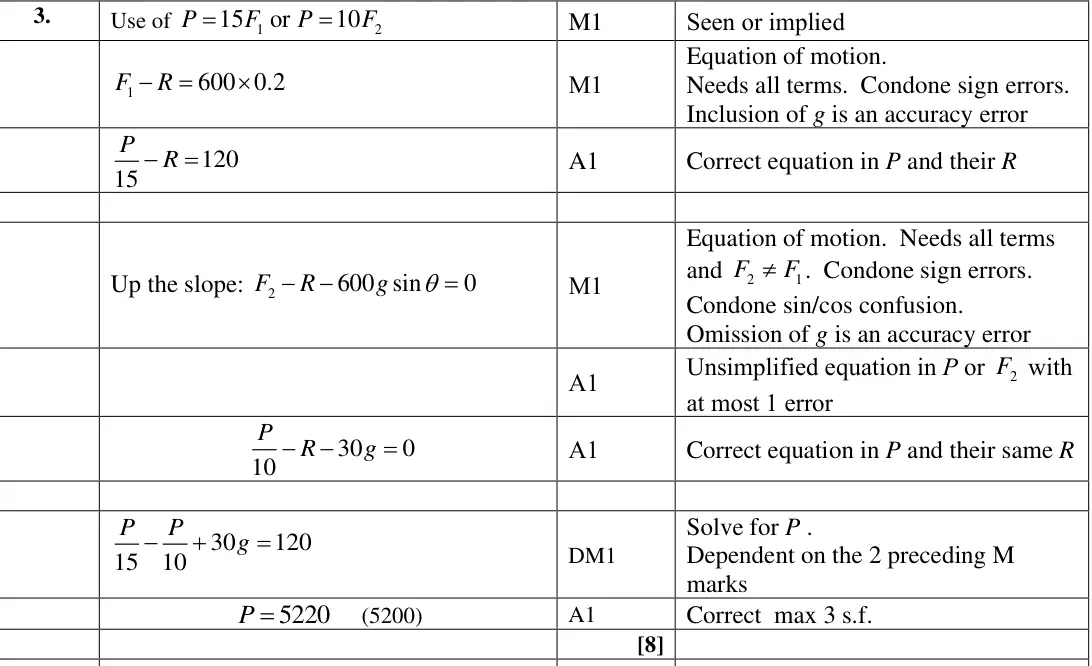 3. Use of P = 15F₁ or P = 10F₂ M1 Seen or implied
F₁ − R = 600 × 0.2 M1 Equation of motion.
Needs all terms. Condone sign errors.
Inclusion of g is an accuracy error
P/15 − R = 120 A1 Correct equation in P and their R
Up the slope: F₂ − R − 600g sin θ = 0 M1 Equation of motion. Needs all terms
and F₂ ≠ F₁. Condone sign errors.
Condone sin/cos confusion.
Omission of g is an accuracy error
A1 Unsimplified equation in P or F₂ with
at most 1 error
P/10 − R − 30g = 0 A1 Correct equation in P and their same R
P/15 − P/10 + 30g = 120 DM1 Solve for P .
Dependent on the 2 preceding M
marks
P = 5220 (5200) A1 Correct max 3 s.f.
[8]